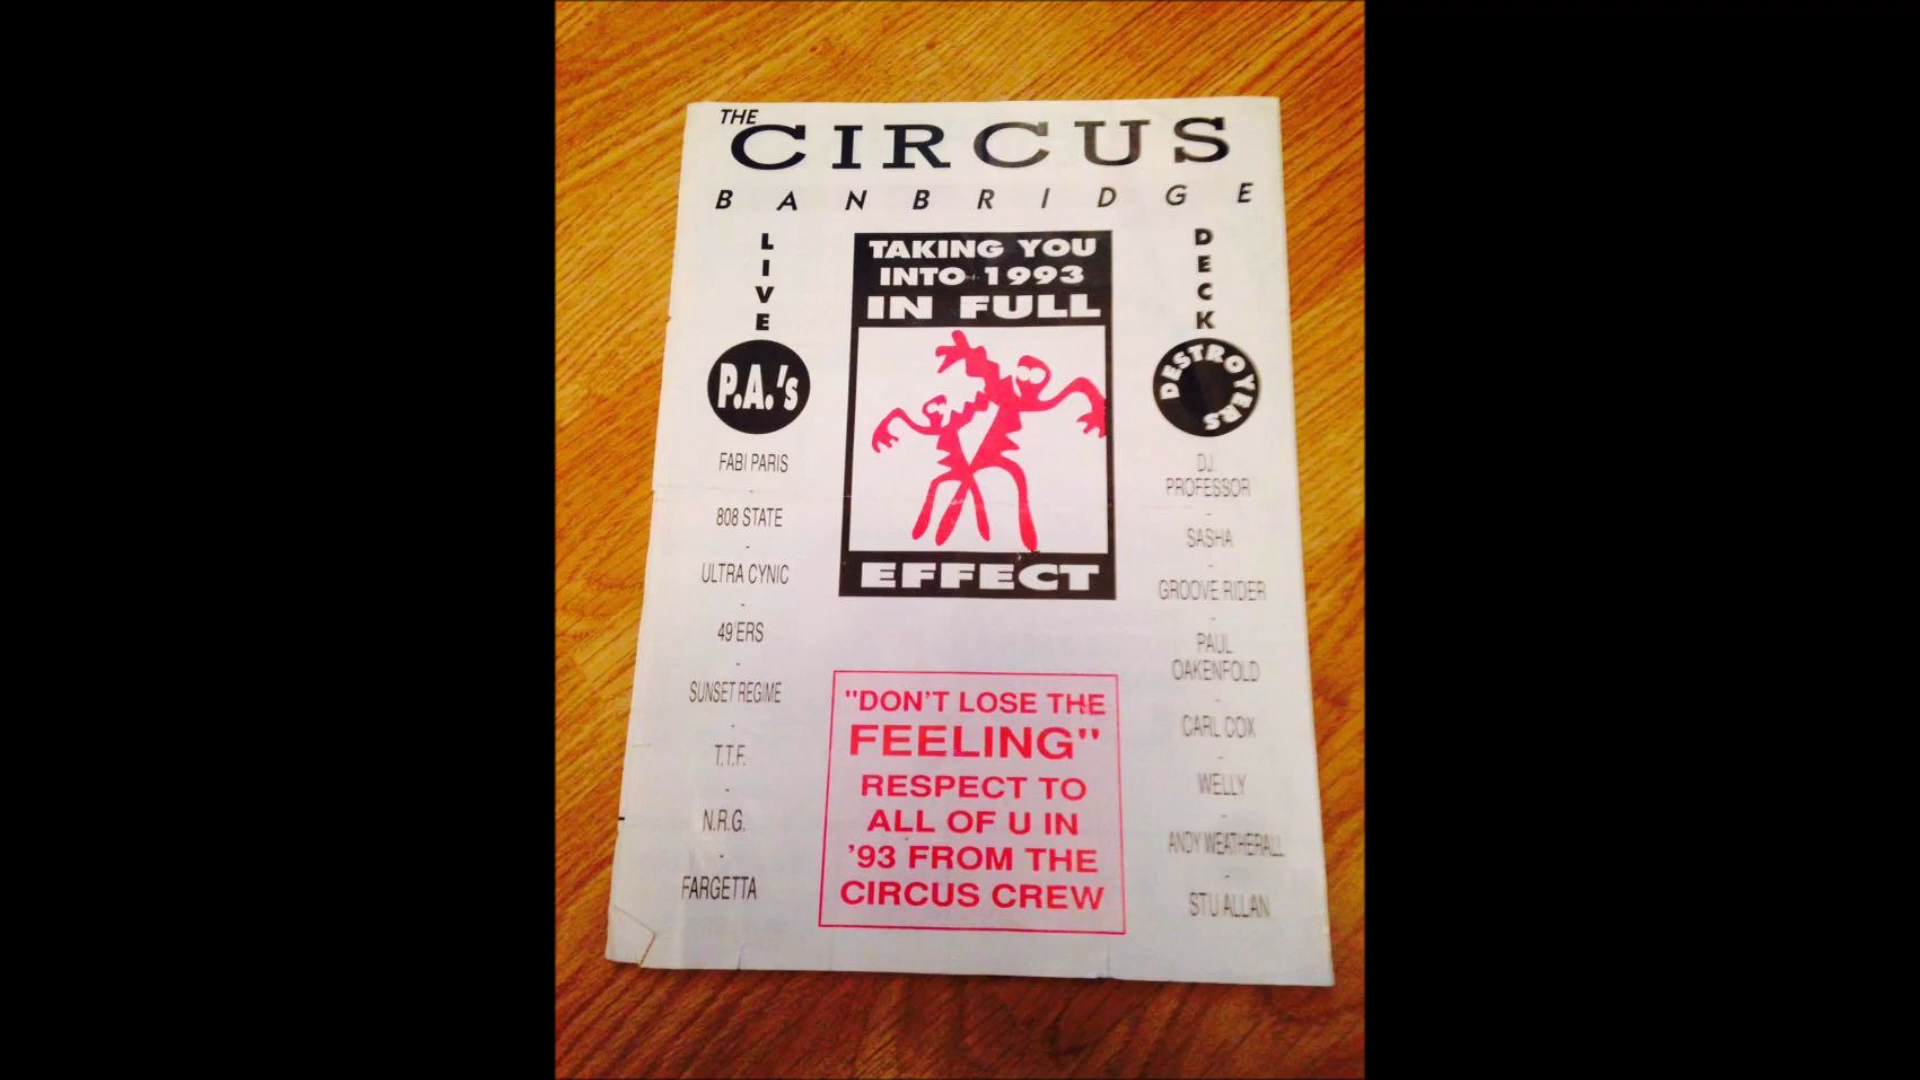 THE
CIRCUS
BANBRIDGE
LIVE
P.A.'s
FABI PARIS
-
808 STATE
-
ULTRA CYNIC
-
49'ERS
-
SUNSET REGIME
-
T.T.F.
-
N.R.G.
-
FARGETTA
TAKING YOU
INTO 1993
IN FULL
EFFECT
"DON'T LOSE THE
FEELING"
RESPECT TO
ALL OF U IN
'93 FROM THE
CIRCUS CREW
DECK
DESTROYERS
D.J.
PROFESSOR
-
SASHA
-
GROOVE RIDER
-
PAUL
OAKENFOLD
-
CARL COX
-
WELLY
-
ANDY WEATHERALL
-
STU ALLAN